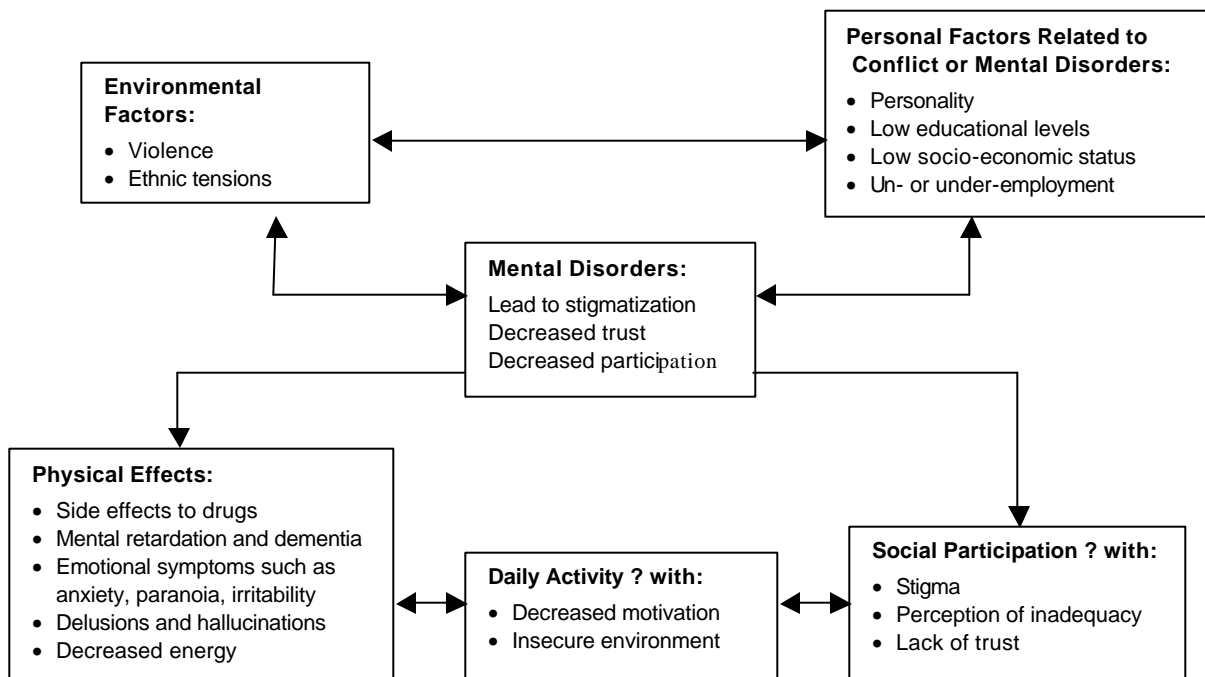 Environmental
Factors:
• Violence
• Ethnic tensions
Personal Factors Related to
Conflict or Mental Disorders:
• Personality
• Low educational levels
• Low socio-economic status
• Un- or under-employment
Mental Disorders:
Lead to stigmatization
Decreased trust
Decreased participation
Physical Effects:
• Side effects to drugs
• Mental retardation and dementia
• Emotional symptoms such as
anxiety, paranoia, irritability
• Delusions and hallucinations
• Decreased energy
Daily Activity ? with:
• Decreased motivation
• Insecure environment
Social Participation ? with:
• Stigma
• Perception of inadequacy
• Lack of trust